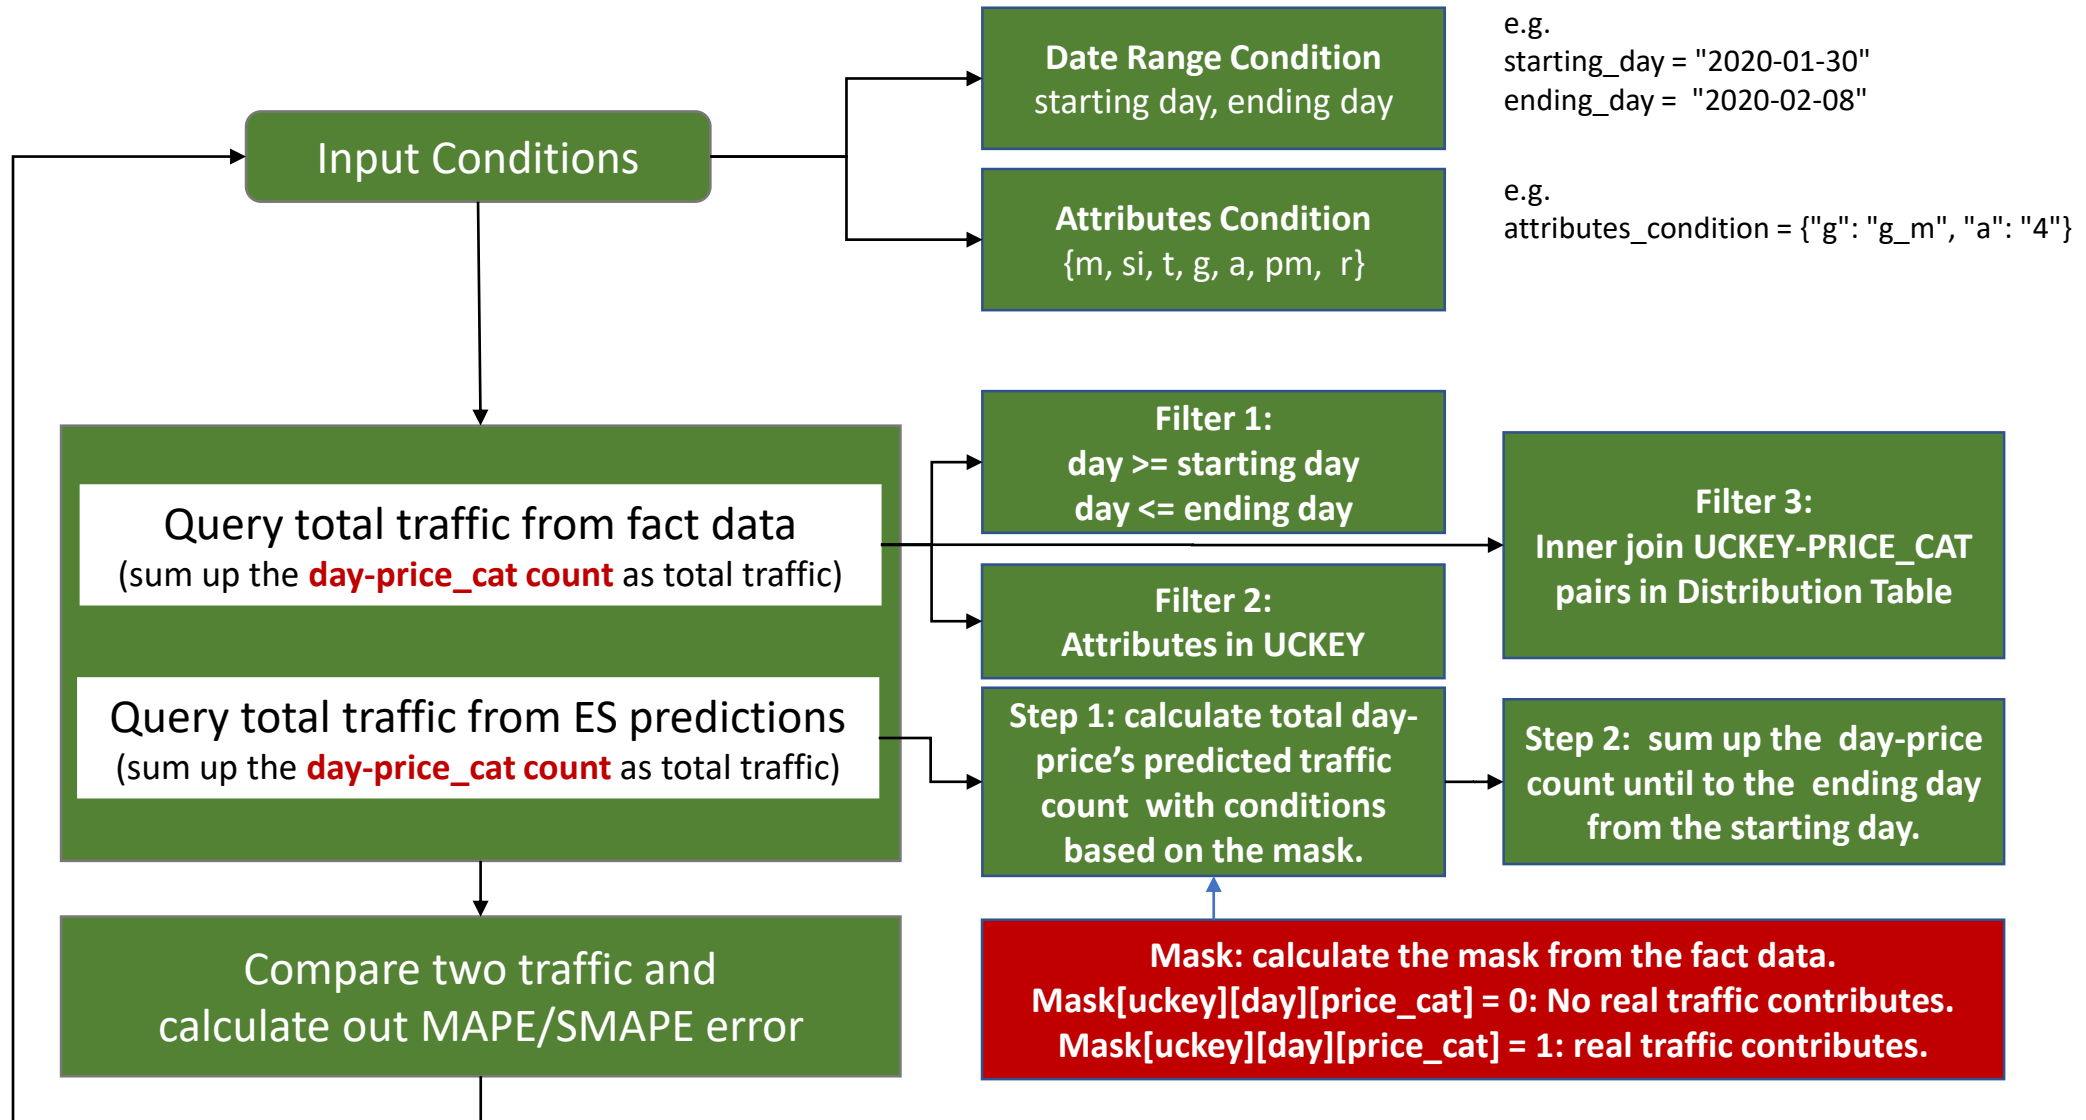 Input Conditions
Date Range Condition
starting day, ending day
e.g.
starting_day = "2020-01-30"
ending_day =  "2020-02-08"
Attributes Condition
{m, si, t, g, a, pm,  r}
e.g.
attributes_condition = {"g": "g_m", "a": "4"}
Query total traffic from fact data
(sum up the day-price_cat count as total traffic)
Filter 1:
day >= starting day
day <= ending day
Filter 2:
Attributes in UCKEY
Filter 3:
Inner join UCKEY-PRICE_CAT
pairs in Distribution Table
Query total traffic from ES predictions
(sum up the day-price_cat count as total traffic)
Step 1: calculate total day-
price's predicted traffic
count  with conditions
based on the mask.
Step 2:  sum up the  day-price
count until to the  ending day
from the starting day.
Compare two traffic and
calculate out MAPE/SMAPE error
Mask: calculate the mask from the fact data.
Mask[uckey][day][price_cat] = 0: No real traffic contributes.
Mask[uckey][day][price_cat] = 1: real traffic contributes.